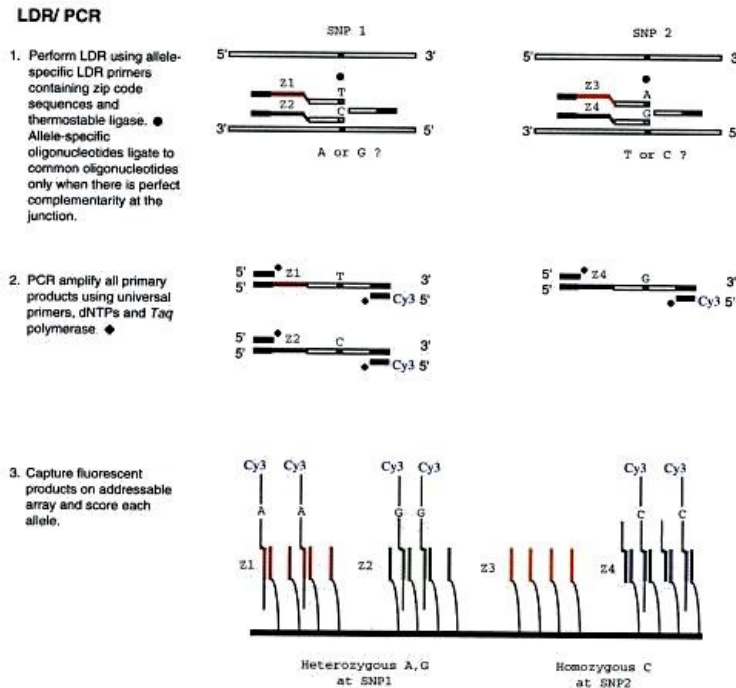 LDR/ PCR
SNP 1
SNP 2
1. Perform LDR using allele-
specific LDR primers
containing zip code
sequences and
thermostable ligase. ●
Allele-specific
oligonucleotides ligate to
common oligonucleotides
only when there is perfect
complementarity at the
junction.
5' 3'
Z1 T
Z2 C
3' 5'
A or G ?
5' 3'
Z3 A
Z4 G
3' 5'
T or C ?
2. PCR amplify all primary
products using universal
primers, dNTPs and Taq
polymerase. ◆
5' Z1 T 3'
5' Cy3 5'
5' Z2 C 3'
5' Cy3 5'
5' Z4 G 3'
5' Cy3 5'
3. Capture fluorescent
products on addressable
array and score each
allele.
Cy3 Cy3 Cy3 Cy3 Cy3 Cy3
A A G G C C
Z1 Z2 Z3 Z4
Heterozygous A,G
at SNP1
Homozygous C
at SNP2